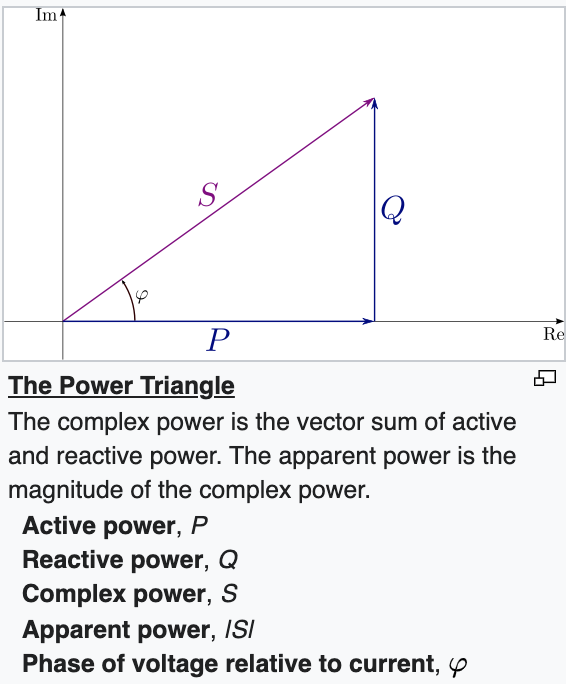 Im
S
Q
φ
P
Re
The Power Triangle
The complex power is the vector sum of active
and reactive power. The apparent power is the
magnitude of the complex power.
Active power, P
Reactive power, Q
Complex power, S
Apparent power, |S|
Phase of voltage relative to current, φ